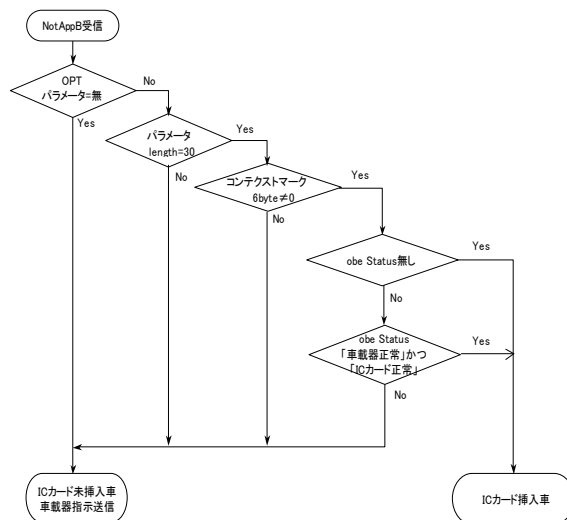 NotAppB受信
OPT
パラメータ=無
No
Yes
パラメータ
length=30
Yes
No
コンテクストマーク
6byte≠0
Yes
No
obe Status無し
Yes
No
obe Status
「車載器正常」かつ
「ICカード正常」
Yes
No
ICカード未挿入車
車載器指示送信
ICカード挿入車